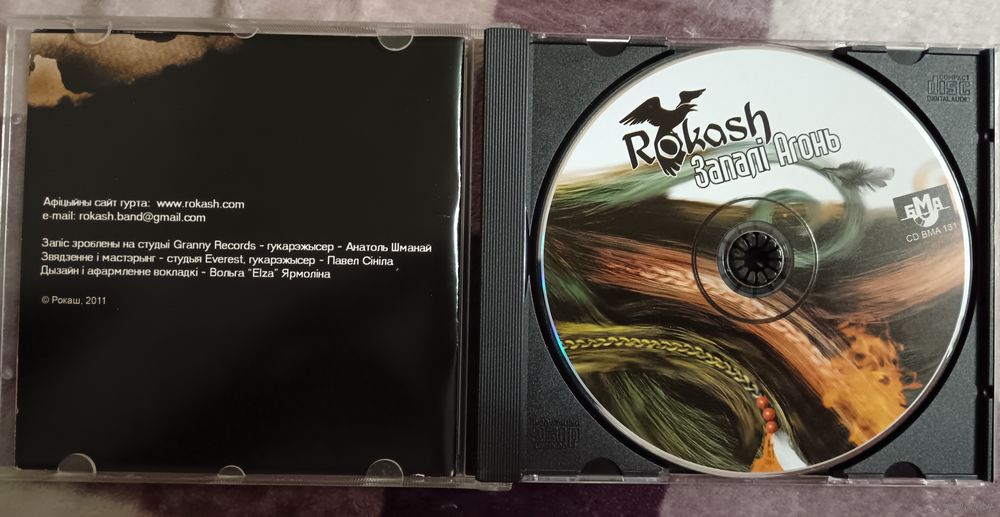 Афіцыйны сайт гурта: www.rokash.com
e-mail: rokash.band@gmail.com
Запіс зроблены на студыі Granny Records - гукарэжысер - Анатоль Шманай
Звядзенне і мастэрынг - студыя Everest, гукарэжысер - Павел Сініла
Дызайн і афармленне вокладкі - Вольга "Elza" Ярмоліна
© Рокаш, 2011
COMPACT
disc
DIGITAL AUDIO
Rokash
Запалі Агонь
БМА
CD BMA 131